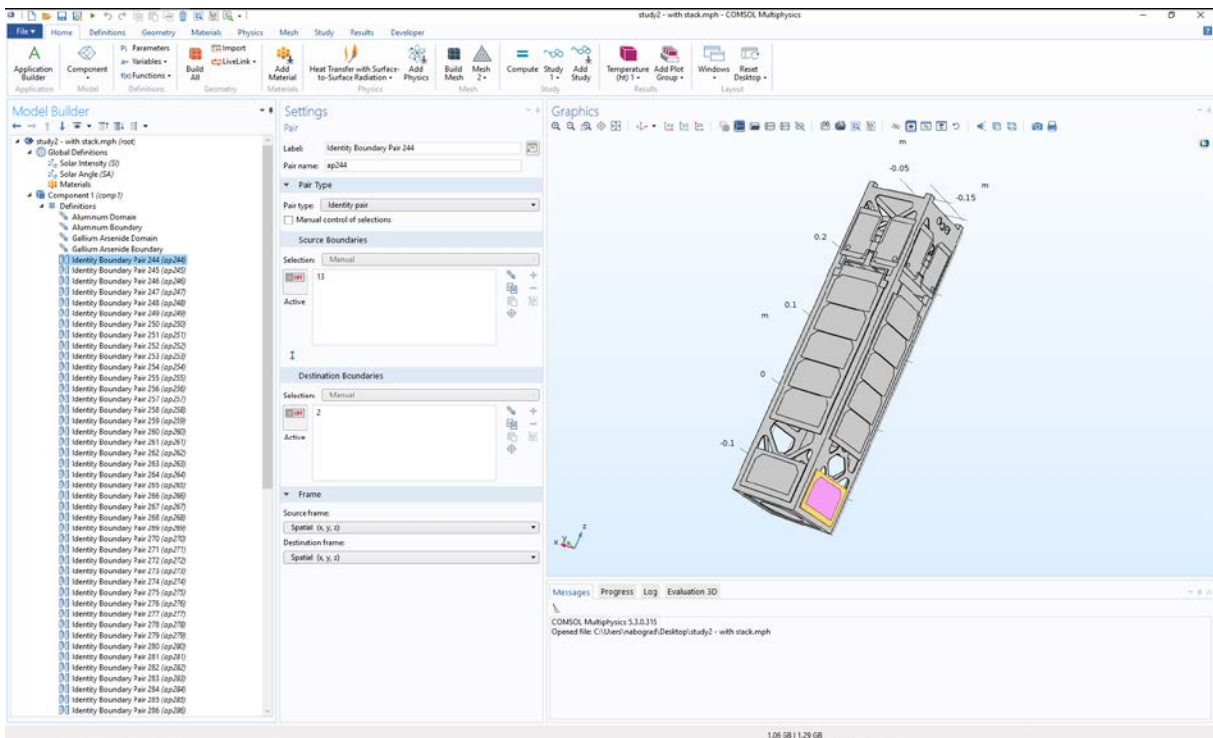 study2 - with stack.mph - COMSOL Multiphysics
File Home Definitions Geometry Materials Physics Mesh Study Results Developer
Application Builder
Component
Pi Parameters
a= Variables
f(x) Functions
Build All
Import
LiveLink
Add Material
Heat Transfer with Surface-to-Surface Radiation
Add Physics
Build Mesh
Mesh 2
Compute
Study 1
Add Study
Temperature (ht) 1
Add Plot Group
Windows
Reset Desktop
Application Model Definitions Geometry Materials Physics Mesh Study Results Layout
Model Builder
study2 - with stack.mph (root)
Global Definitions
Solar Intensity (SI)
Solar Angle (SA)
Materials
Component 1 (comp1)
Definitions
Aluminum Domain
Aluminum Boundary
Gallium Arsenide Domain
Gallium Arsenide Boundary
Identity Boundary Pair 244 (ap244)
Identity Boundary Pair 245 (ap245)
Identity Boundary Pair 246 (ap246)
Identity Boundary Pair 247 (ap247)
Identity Boundary Pair 248 (ap248)
Identity Boundary Pair 249 (ap249)
Identity Boundary Pair 250 (ap250)
Identity Boundary Pair 251 (ap251)
Identity Boundary Pair 252 (ap252)
Identity Boundary Pair 253 (ap253)
Identity Boundary Pair 254 (ap254)
Identity Boundary Pair 255 (ap255)
Identity Boundary Pair 256 (ap256)
Identity Boundary Pair 257 (ap257)
Identity Boundary Pair 258 (ap258)
Identity Boundary Pair 259 (ap259)
Identity Boundary Pair 260 (ap260)
Identity Boundary Pair 261 (ap261)
Identity Boundary Pair 262 (ap262)
Identity Boundary Pair 263 (ap263)
Identity Boundary Pair 264 (ap264)
Identity Boundary Pair 265 (ap265)
Identity Boundary Pair 266 (ap266)
Identity Boundary Pair 267 (ap267)
Identity Boundary Pair 268 (ap268)
Identity Boundary Pair 269 (ap269)
Identity Boundary Pair 270 (ap270)
Identity Boundary Pair 271 (ap271)
Identity Boundary Pair 272 (ap272)
Identity Boundary Pair 273 (ap273)
Identity Boundary Pair 274 (ap274)
Identity Boundary Pair 275 (ap275)
Identity Boundary Pair 276 (ap276)
Identity Boundary Pair 277 (ap277)
Identity Boundary Pair 278 (ap278)
Identity Boundary Pair 279 (ap279)
Identity Boundary Pair 280 (ap280)
Identity Boundary Pair 281 (ap281)
Identity Boundary Pair 282 (ap282)
Identity Boundary Pair 283 (ap283)
Identity Boundary Pair 284 (ap284)
Identity Boundary Pair 285 (ap285)
Identity Boundary Pair 286 (ap286)
Settings
Pair
Label: Identity Boundary Pair 244
Pair name: ap244
Pair Type
Pair type: Identity pair
Manual control of selections
Source Boundaries
Selection: Manual
OFF 13
Active
Destination Boundaries
Selection: Manual
OFF 2
Active
Frame
Source frame:
Spatial (x, y, z)
Destination frame:
Spatial (x, y, z)
Graphics
m
-0.05
m
-0.15
0.2
0.1
m
0
-0.1
z
x y
Messages Progress Log Evaluation 3D
COMSOL Multiphysics 5.3.0.316
Opened file: C:\Users\nabograd\Desktop\study2 - with stack.mph
1.06 GB | 1.29 GB